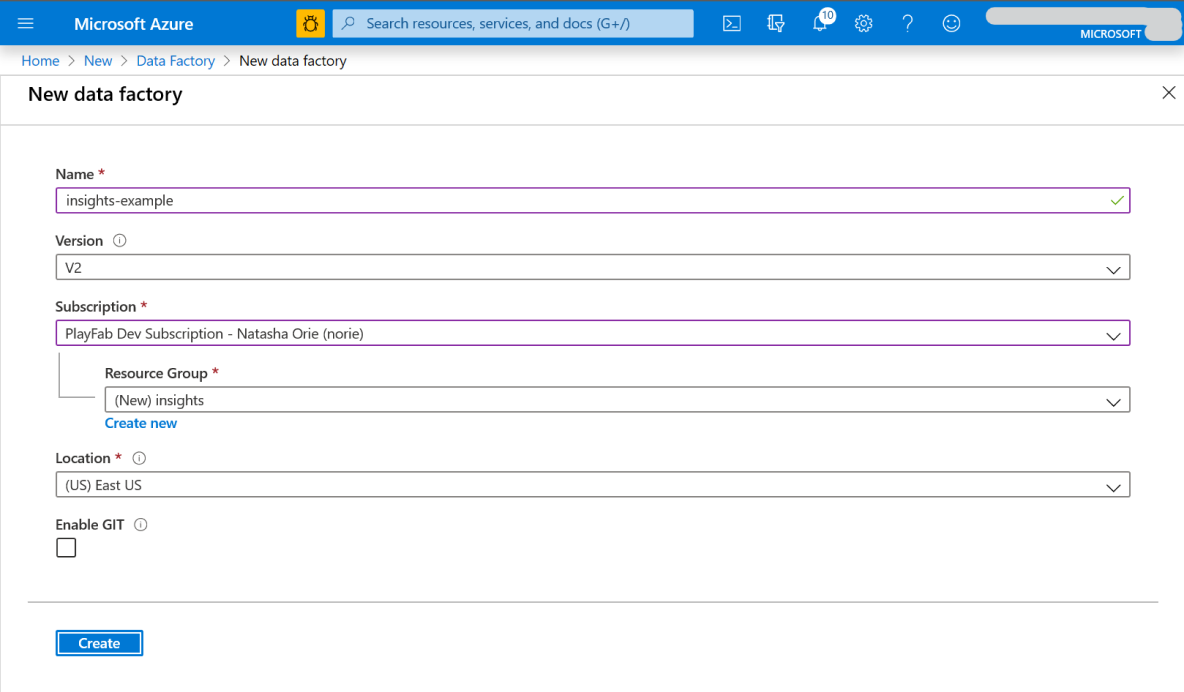 Microsoft Azure
Search resources, services, and docs (G+/)
10
MICROSOFT
Home > New > Data Factory > New data factory
New data factory
Name *
insights-example
Version
V2
Subscription *
PlayFab Dev Subscription - Natasha Orie (norie)
Resource Group *
(New) insights
Create new
Location *
(US) East US
Enable GIT
Create